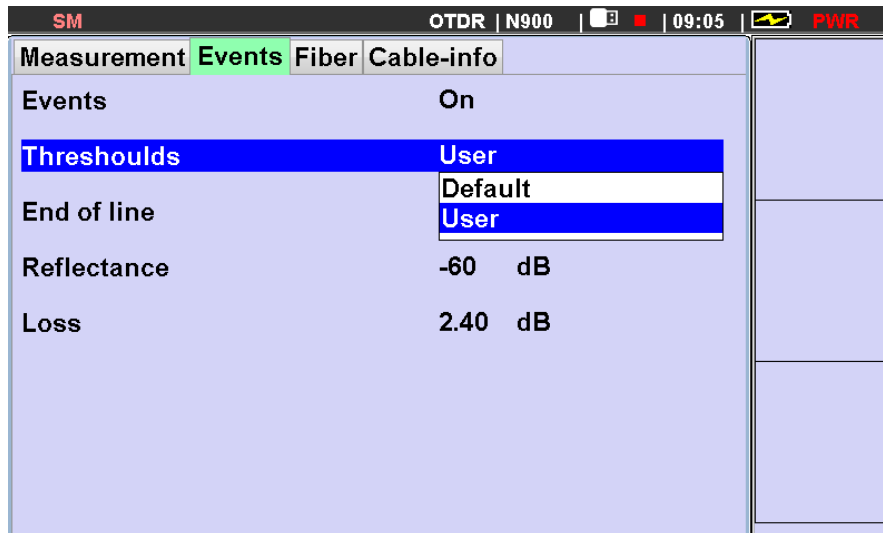 SM OTDR | N900 | | 09:05 | PWR
Measurement Events Fiber Cable-info
Events On
Threshoulds User
Default
End of line
User
Reflectance -60 dB
Loss 2.40 dB